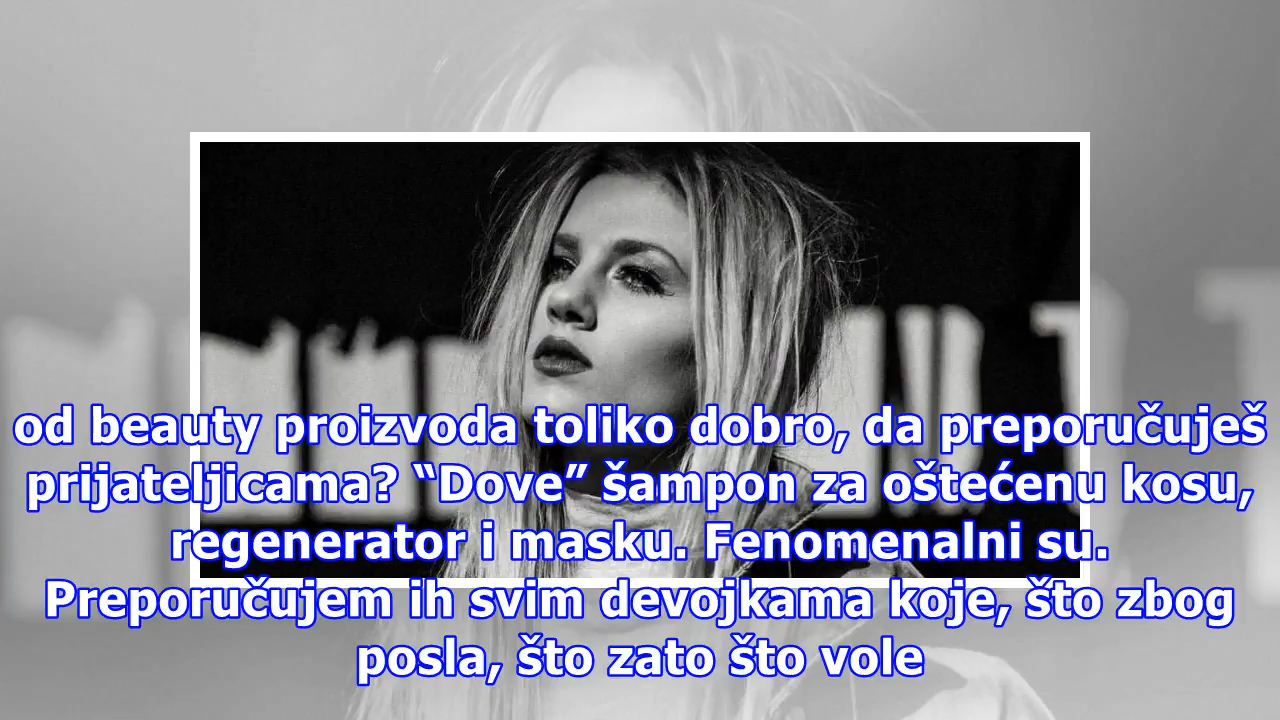 od beauty proizvoda toliko dobro, da preporučuješ
prijateljicama? “Dove” šampon za oštećenu kosu,
regenerator i masku. Fenomenalni su.
Preporučujem ih svim devojkama koje, što zbog
posla, što zato što vole